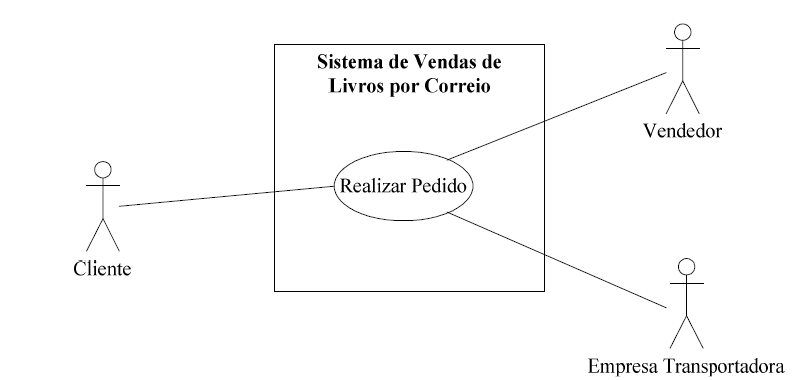 Sistema de Vendas de
Livros por Correio
Vendedor
Realizar Pedido
Cliente
Empresa Transportadora